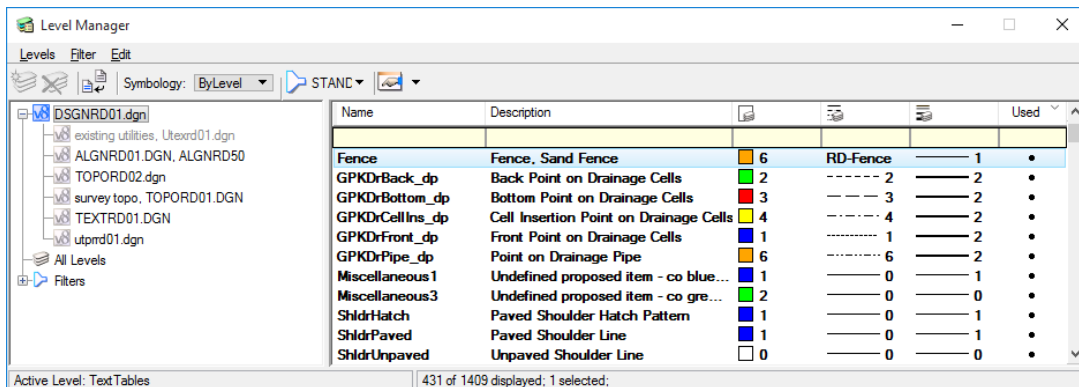 Level Manager
Levels Filter Edit
Symbology: ByLevel STAND
DSGNRD01.dgn
existing utilities, Utexrd01.dgn
ALGNRD01.DGN, ALGNRD50
TOPORD02.dgn
survey topo, TOPORD01.DGN
TEXTRD01.DGN
utprrd01.dgn
All Levels
Filters
Name Description Used
Fence Fence, Sand Fence 6 RD-Fence 1
GPKDrBack_dp Back Point on Drainage Cells 2 2 2
GPKDrBottom_dp Bottom Point on Drainage Cells 3 3 2
GPKDrCellIns_dp Cell Insertion Point on Drainage Cells 4 4 2
GPKDrFront_dp Front Point on Drainage Cells 1 1 2
GPKDrPipe_dp Point on Drainage Pipe 6 6 2
Miscellaneous1 Undefined proposed item - co blue... 1 0 1
Miscellaneous3 Undefined proposed item - co gre... 2 0 0
ShldrHatch Paved Shoulder Hatch Pattern 1 0 1
ShldrPaved Paved Shoulder Line 1 0 1
ShldrUnpaved Unpaved Shoulder Line 0 0 0
Active Level: TextTables 431 of 1409 displayed; 1 selected;